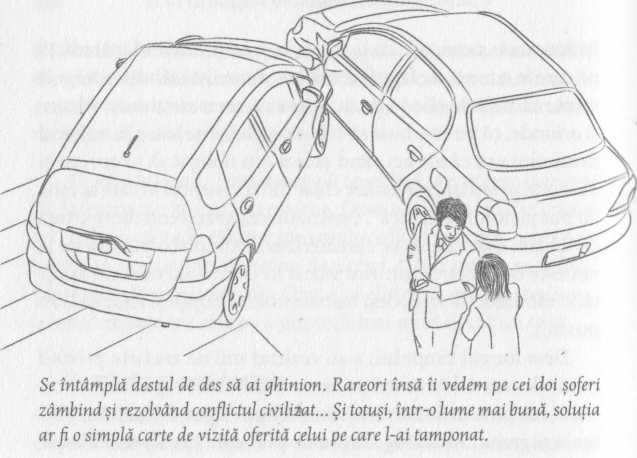 Se întâmplă destul de des să ai ghinion. Rareori însă îi vedem pe cei doi șoferi
zâmbind și rezolvând conflictul civilizat... Și totuși, într-o lume mai bună, soluția
ar fi o simplă carte de vizită oferită celui pe care l-ai tamponat.